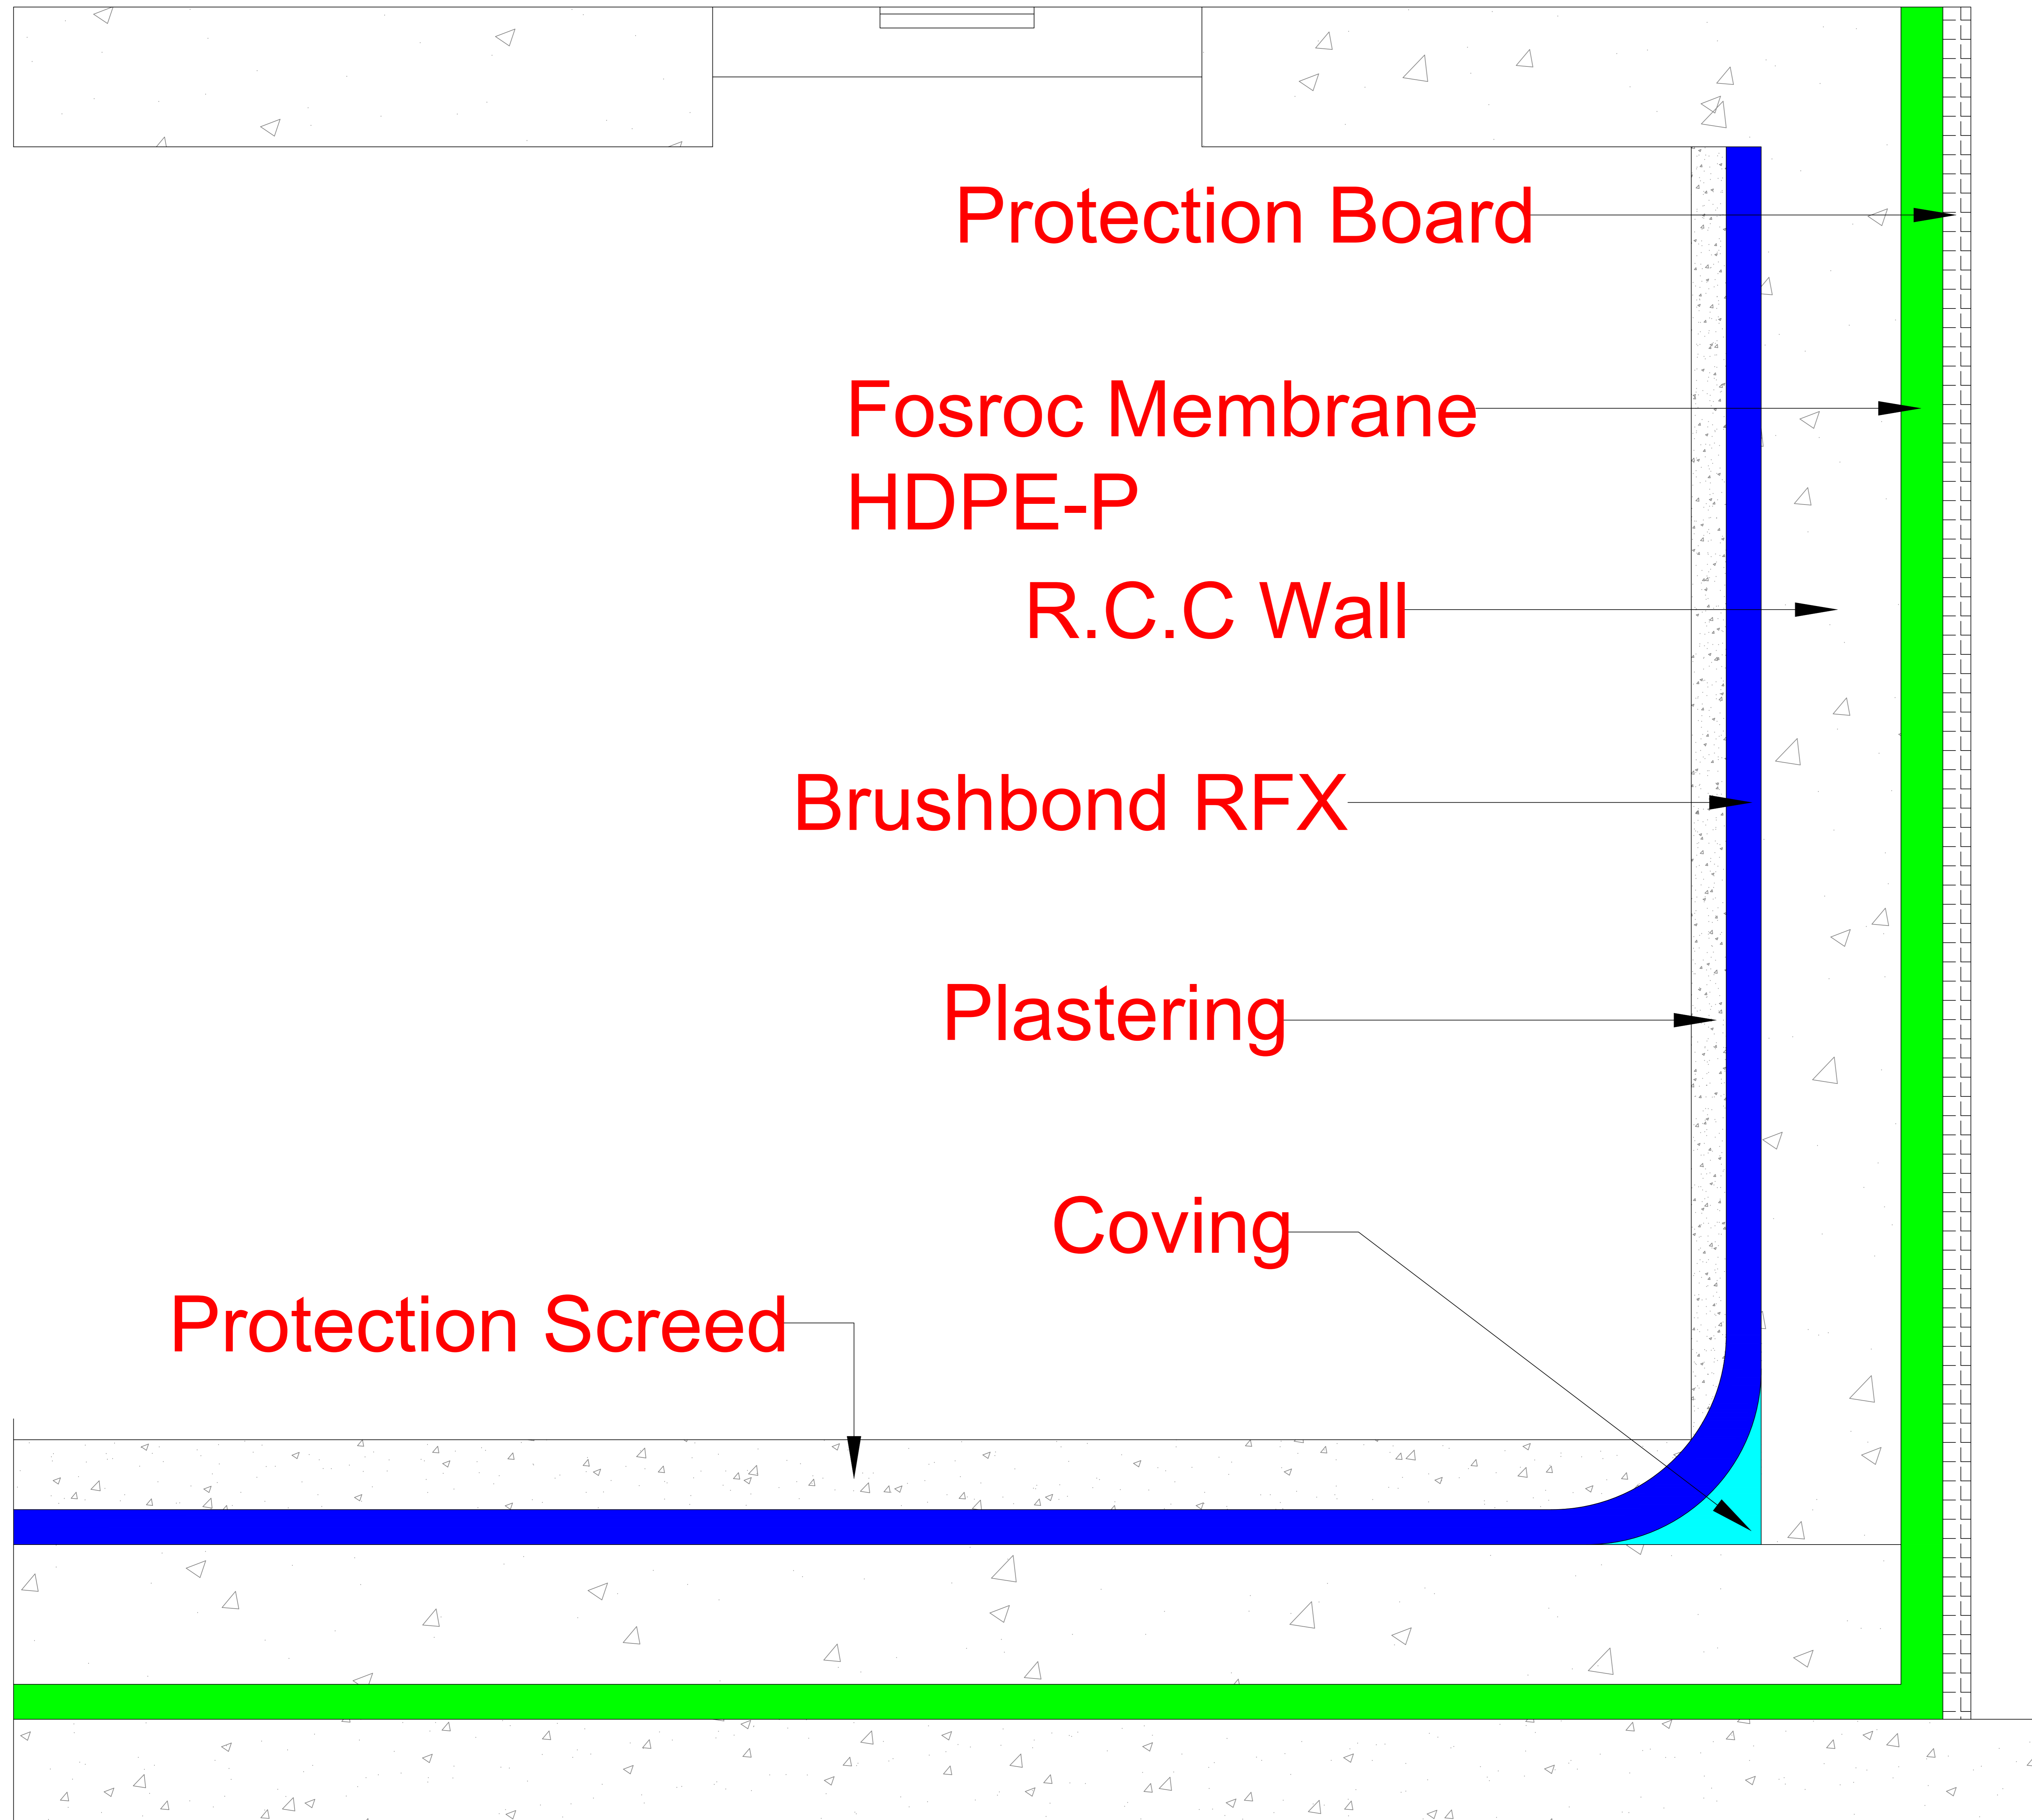 Protection Board
Fosroc Membrane
HDPE-P
R.C.C Wall
Brushbond RFX
Plastering
Coving
Protection Screed